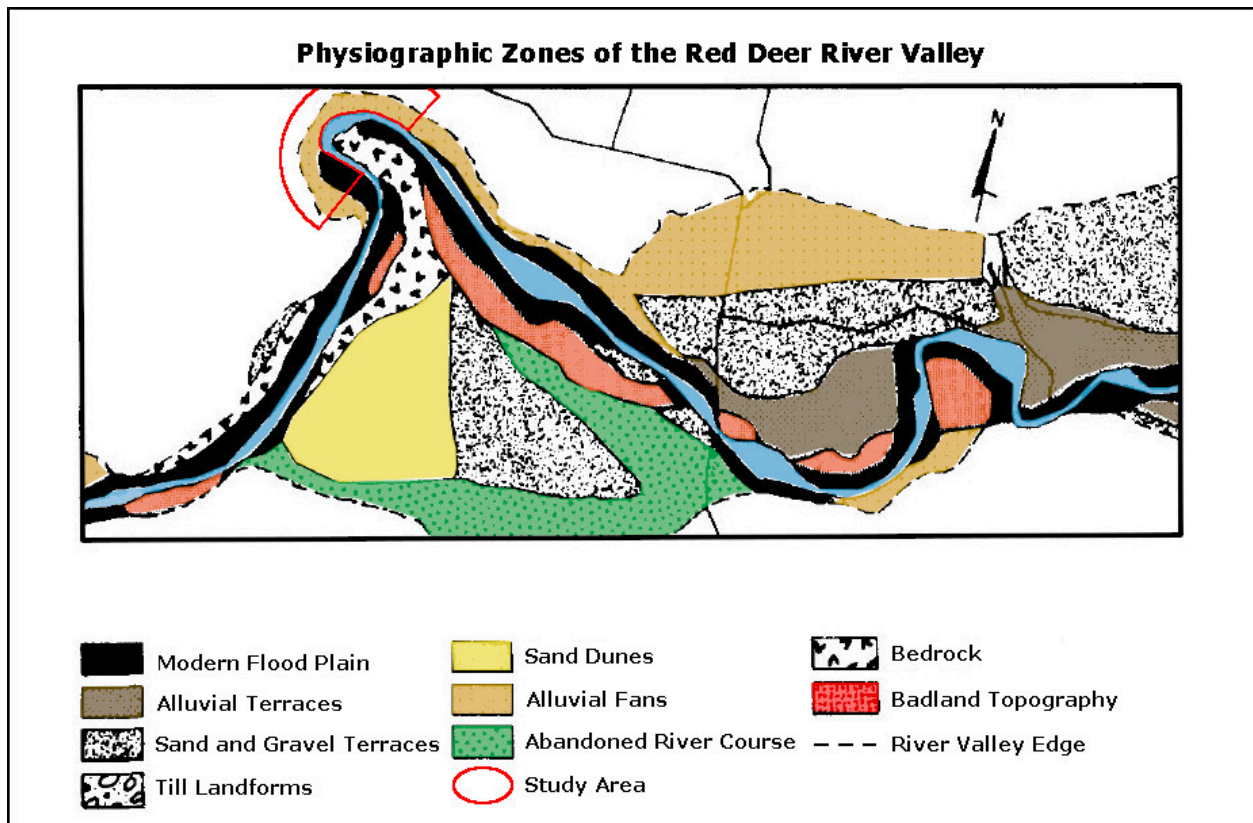 Physiographic Zones of the Red Deer River Valley
N
Modern Flood Plain
Alluvial Terraces
Sand and Gravel Terraces
Till Landforms
Sand Dunes
Alluvial Fans
Abandoned River Course
Study Area
Bedrock
Badland Topography
River Valley Edge